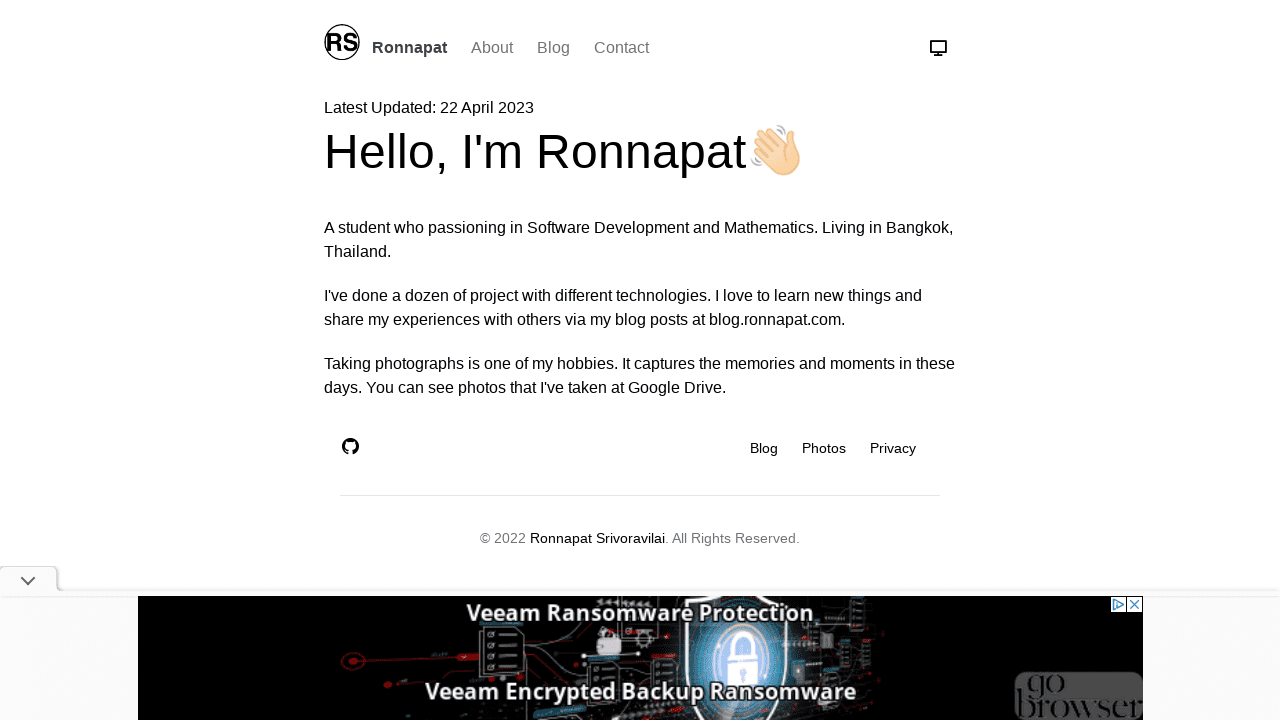 RS Ronnapat About Blog Contact
Latest Updated: 22 April 2023
Hello, I'm Ronnapat👋🏼
A student who passioning in Software Development and Mathematics. Living in Bangkok,
Thailand.
I've done a dozen of project with different technologies. I love to learn new things and
share my experiences with others via my blog posts at blog.ronnapat.com.
Taking photographs is one of my hobbies. It captures the memories and moments in these
days. You can see photos that I've taken at Google Drive.
Blog Photos Privacy
© 2022 Ronnapat Srivoravilai. All Rights Reserved.
Veeam Ransomware Protection
Veeam Encrypted Backup Ransomware
go
browser